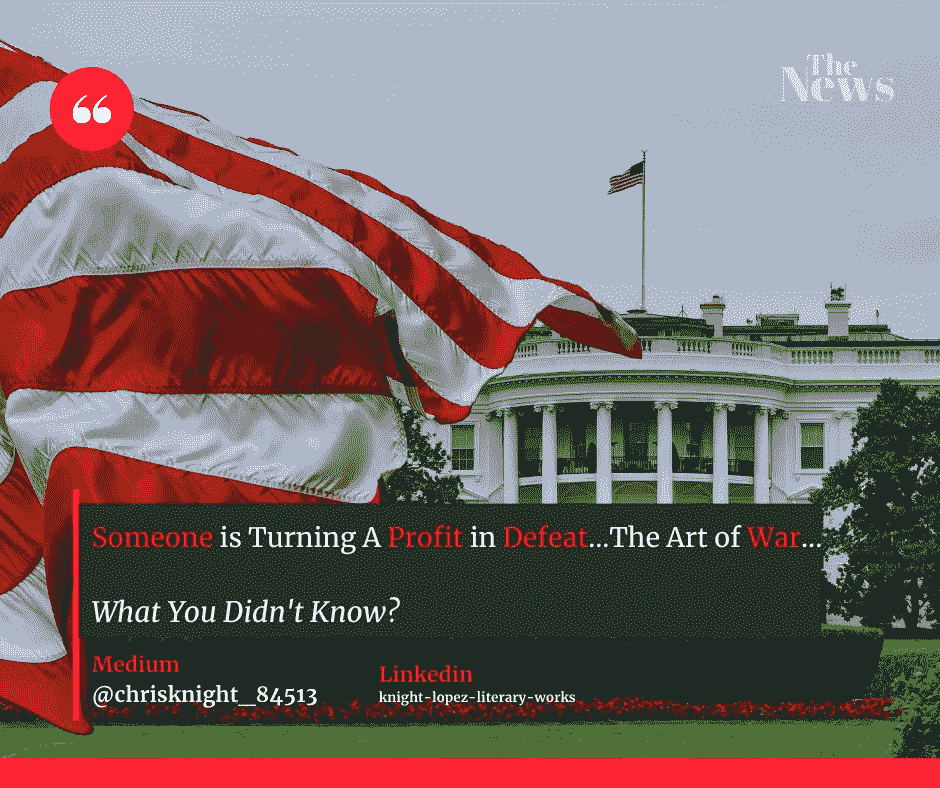 The
News
“
Someone is Turning A Profit in Defeat...The Art of War...
What You Didn't Know?
Medium
@chrisknight_84513
Linkedin
knight-lopez-literary-works